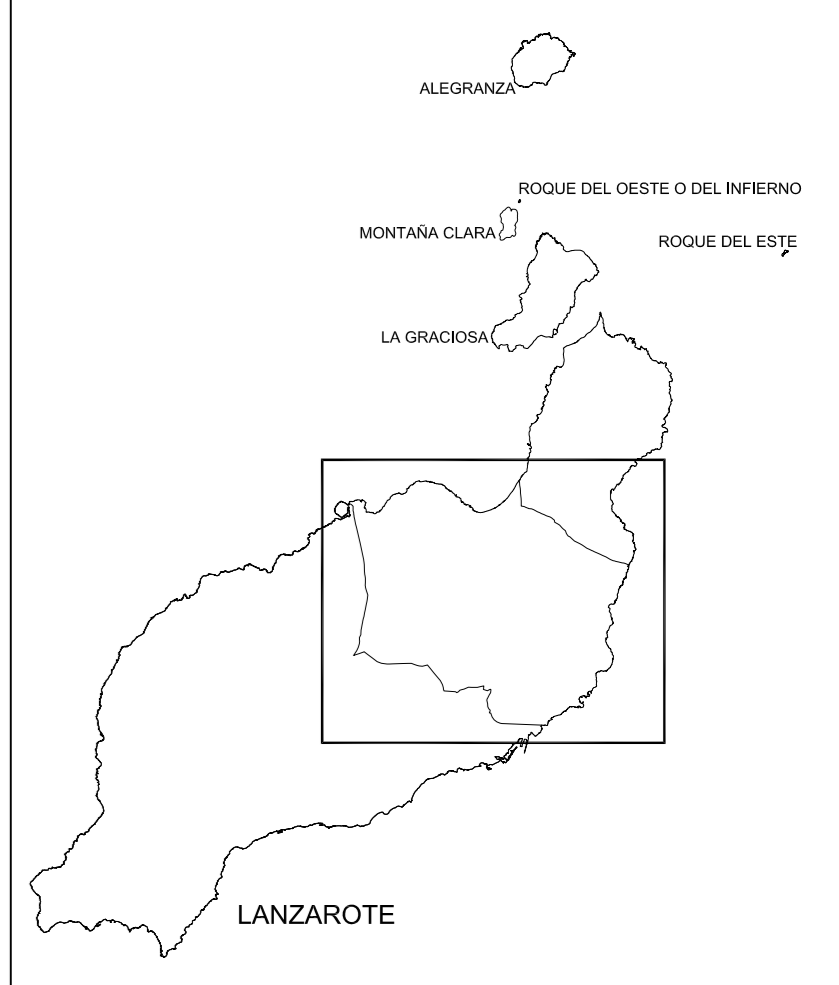 ALEGRANZA
ROQUE DEL OESTE O DEL INFIERNO
MONTAÑA CLARA
ROQUE DEL ESTE
LA GRACIOSA
LANZAROTE